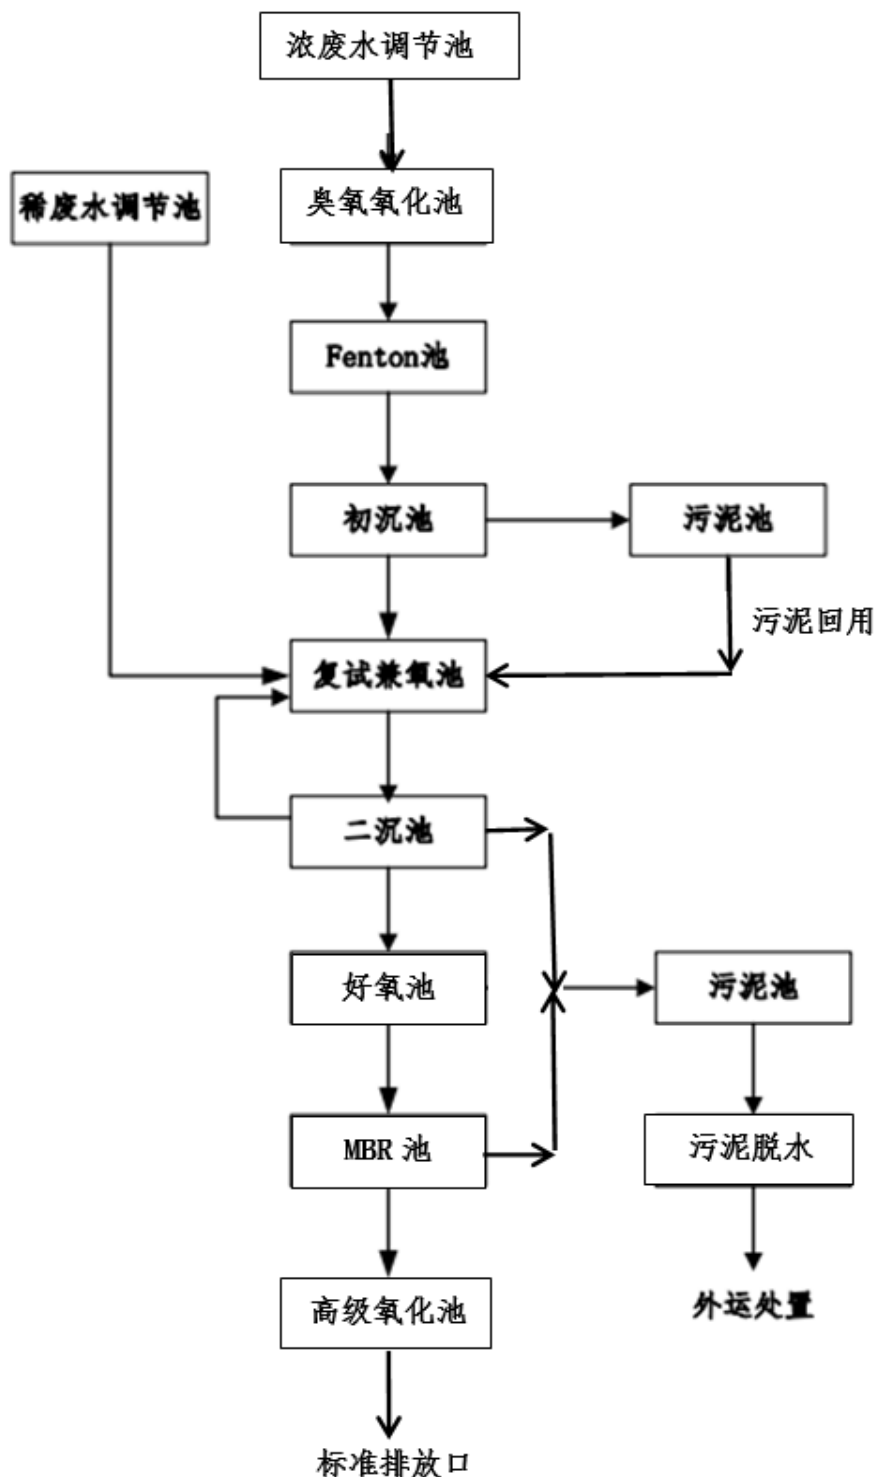 浓废水调节池
臭氧氧化池
稀废水调节池
Fenton池
初沉池
污泥池
污泥回用
复试兼氧池
二沉池
好氧池
污泥池
MBR 池
污泥脱水
高级氧化池
外运处置
标准排放口